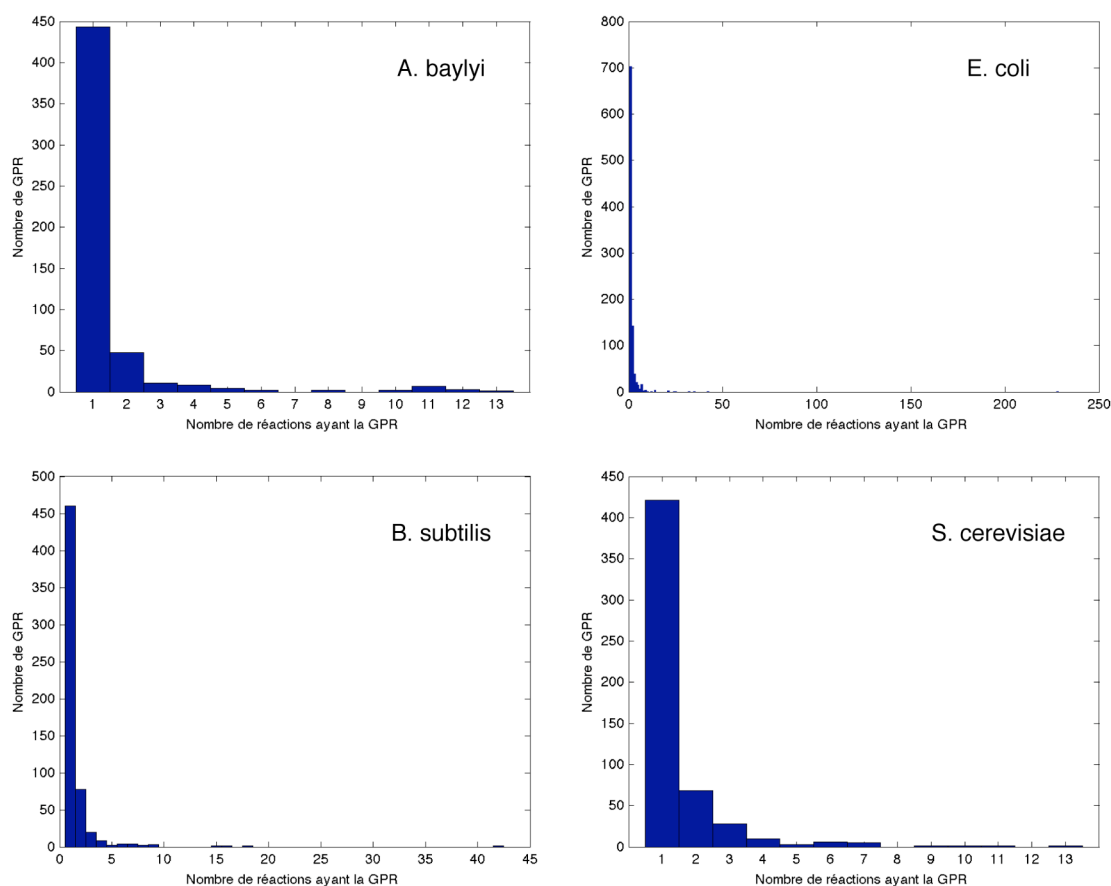 A. baylyi
450
400
350
300
250
200
150
100
50
0
1 2 3 4 5 6 7 8 9 10 11 12 13
Nombre de GPR
Nombre de réactions ayant la GPR
E. coli
800
700
600
500
400
300
200
100
0
0 50 100 150 200 250
Nombre de GPR
Nombre de réactions ayant la GPR
B. subtilis
500
450
400
350
300
250
200
150
100
50
0
0 5 10 15 20 25 30 35 40 45
Nombre de GPR
Nombre de réactions ayant la GPR
S. cerevisiae
450
400
350
300
250
200
150
100
50
0
1 2 3 4 5 6 7 8 9 10 11 12 13
Nombre de GPR
Nombre de réactions ayant la GPR